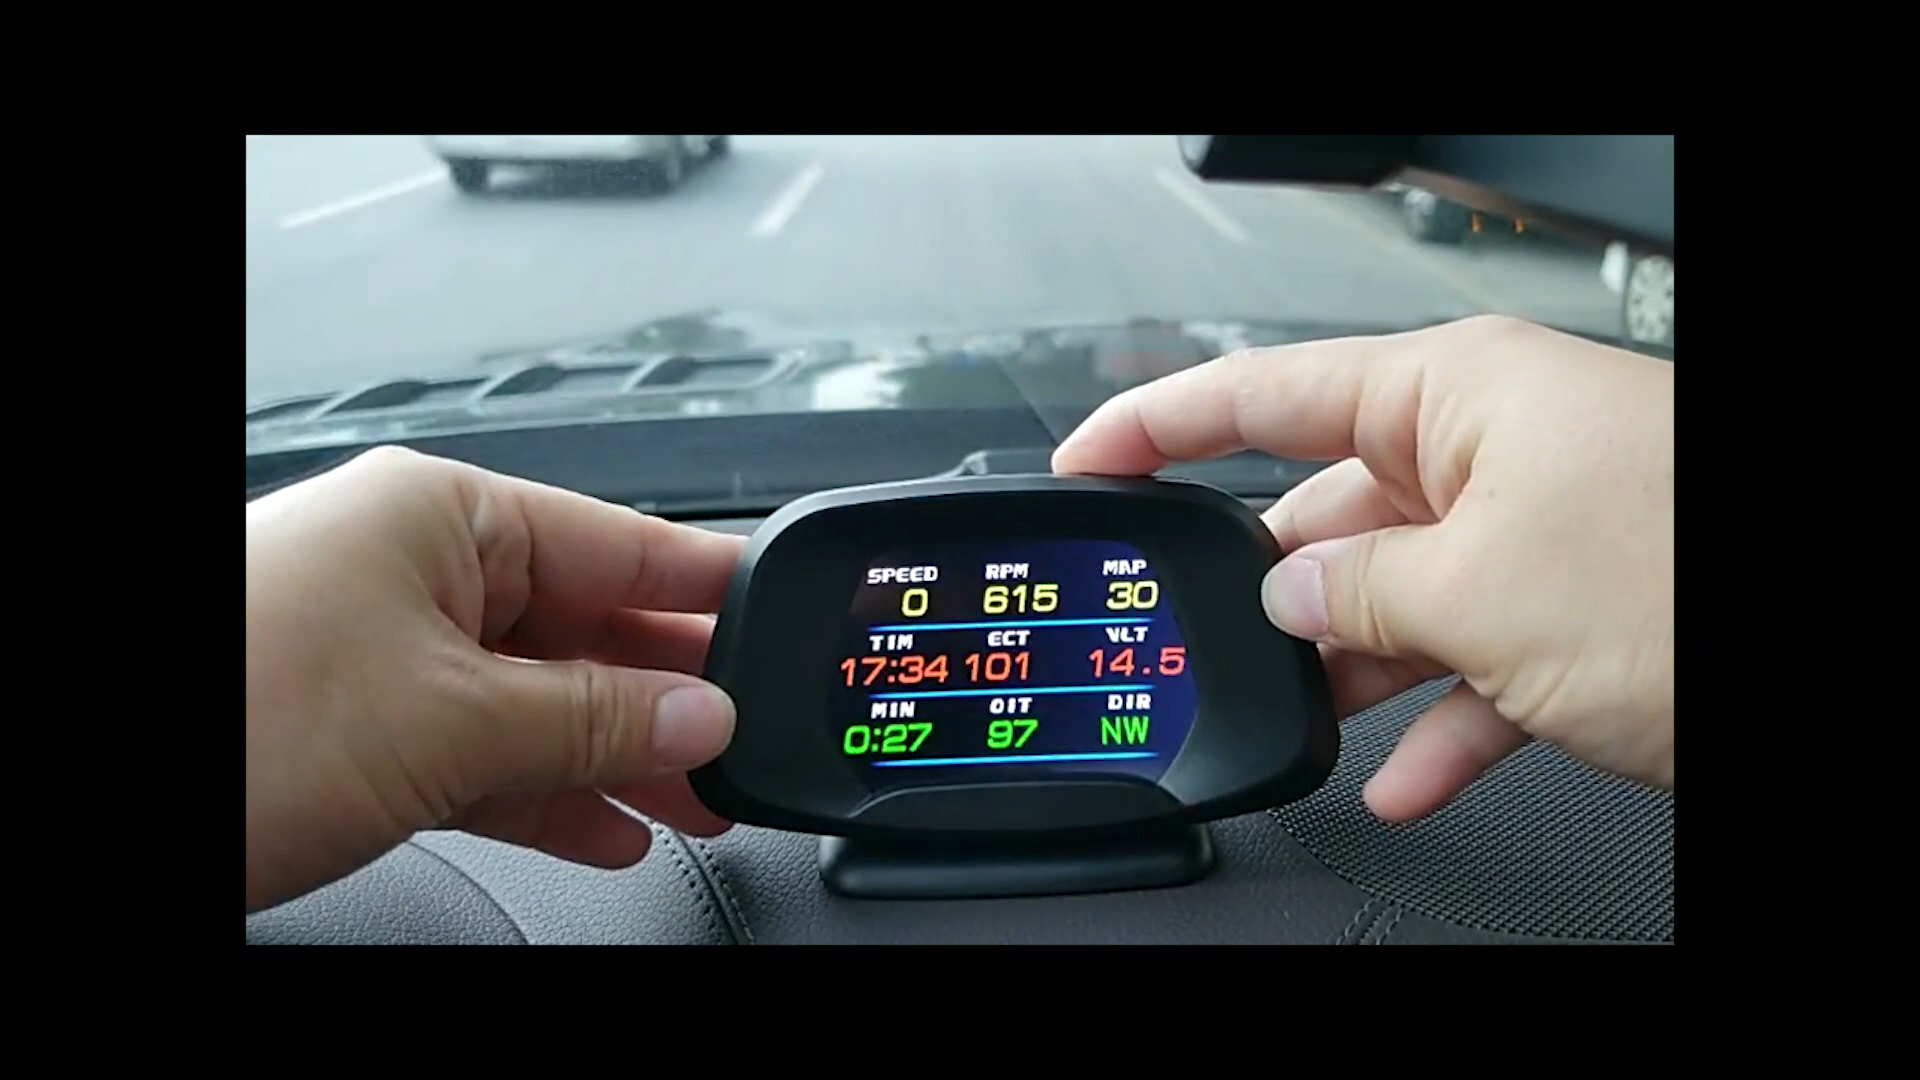 SPEED RPM MAP
0 615 30
TIM ECT VLT
17:34 101 14.5
MIN OIT DIR
0:27 97 NW